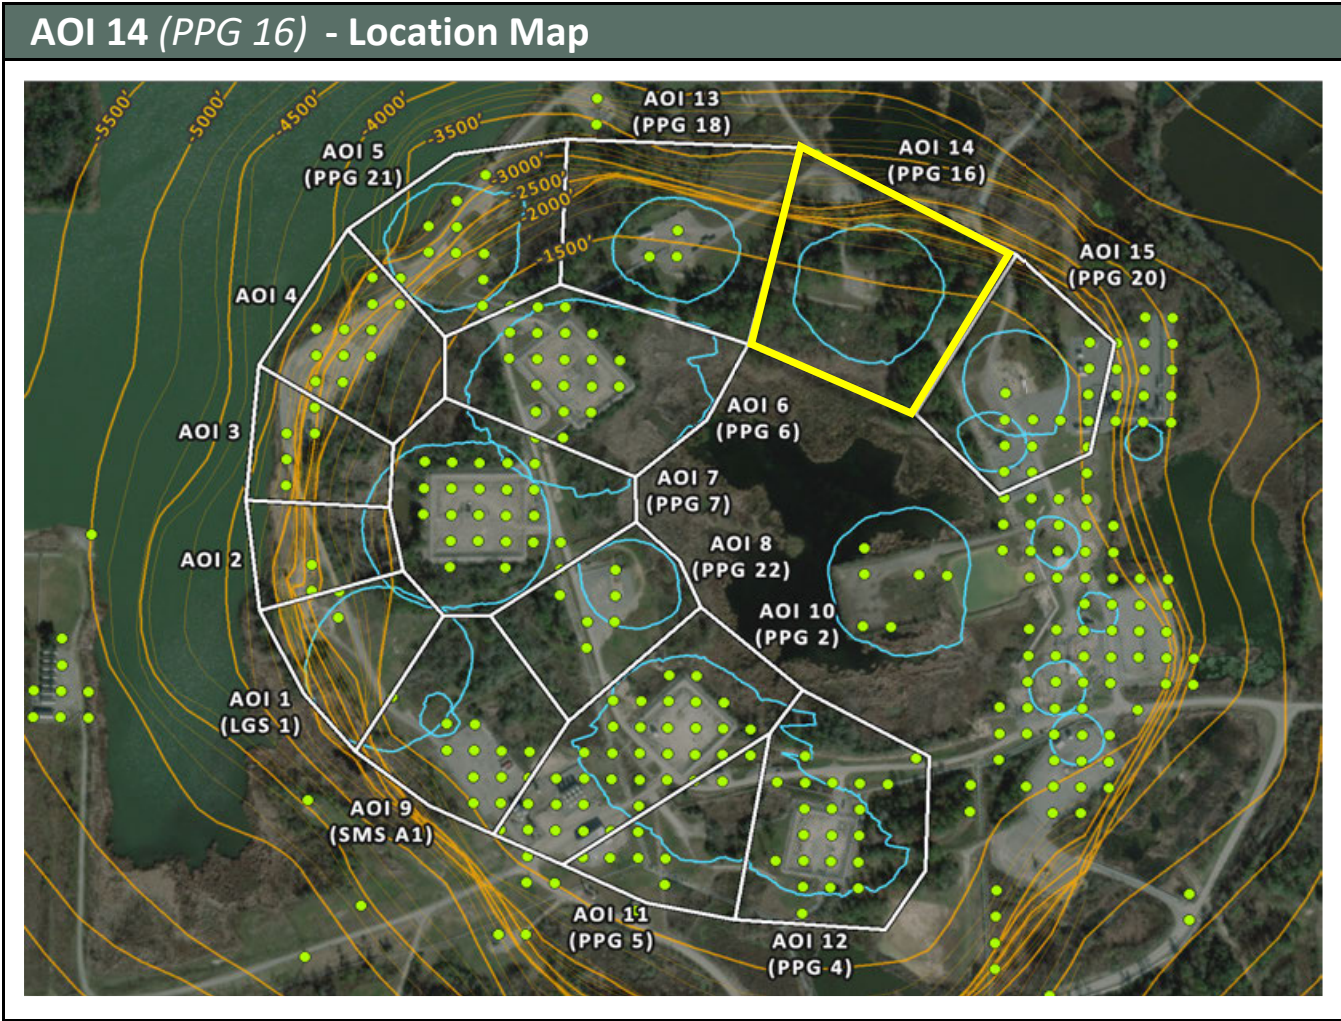 AOI 14 (PPG 16) - Location Map
-5500'
-5000'
-4500'
-4000'
-3500'
-3000'
-2500'
-2000'
-1500'
AOI 13
(PPG 18)
AOI 5
(PPG 21)
AOI 14
(PPG 16)
AOI 15
(PPG 20)
AOI 4
AOI 6
(PPG 6)
AOI 3
AOI 7
(PPG 7)
AOI 2
AOI 8
(PPG 22)
AOI 10
(PPG 2)
AOI 1
(LGS 1)
AOI 9
(SMS A1)
AOI 11
(PPG 5)
AOI 12
(PPG 4)